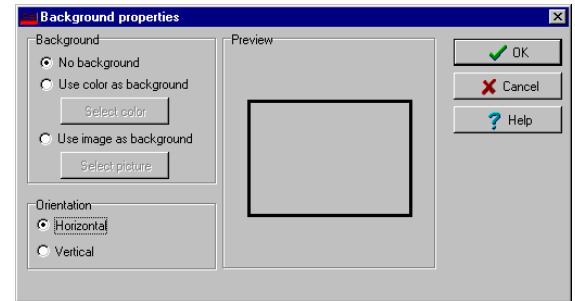 Background properties
Background
No background
Use color as background
Select color
Use image as background
Select picture
Orientation
Horizontal
Vertical
Preview
OK
Cancel
Help